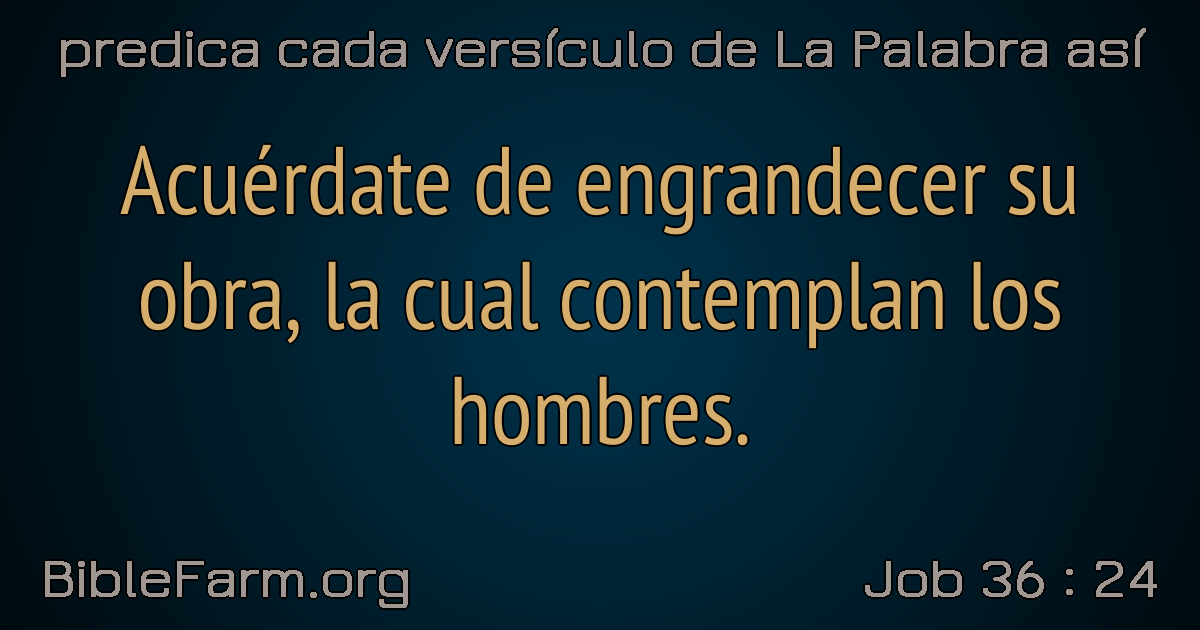 predica cada versículo de La Palabra así
Acuérdate de engrandecer su
obra, la cual contemplan los
hombres.
BibleFarm.org
Job 36 : 24